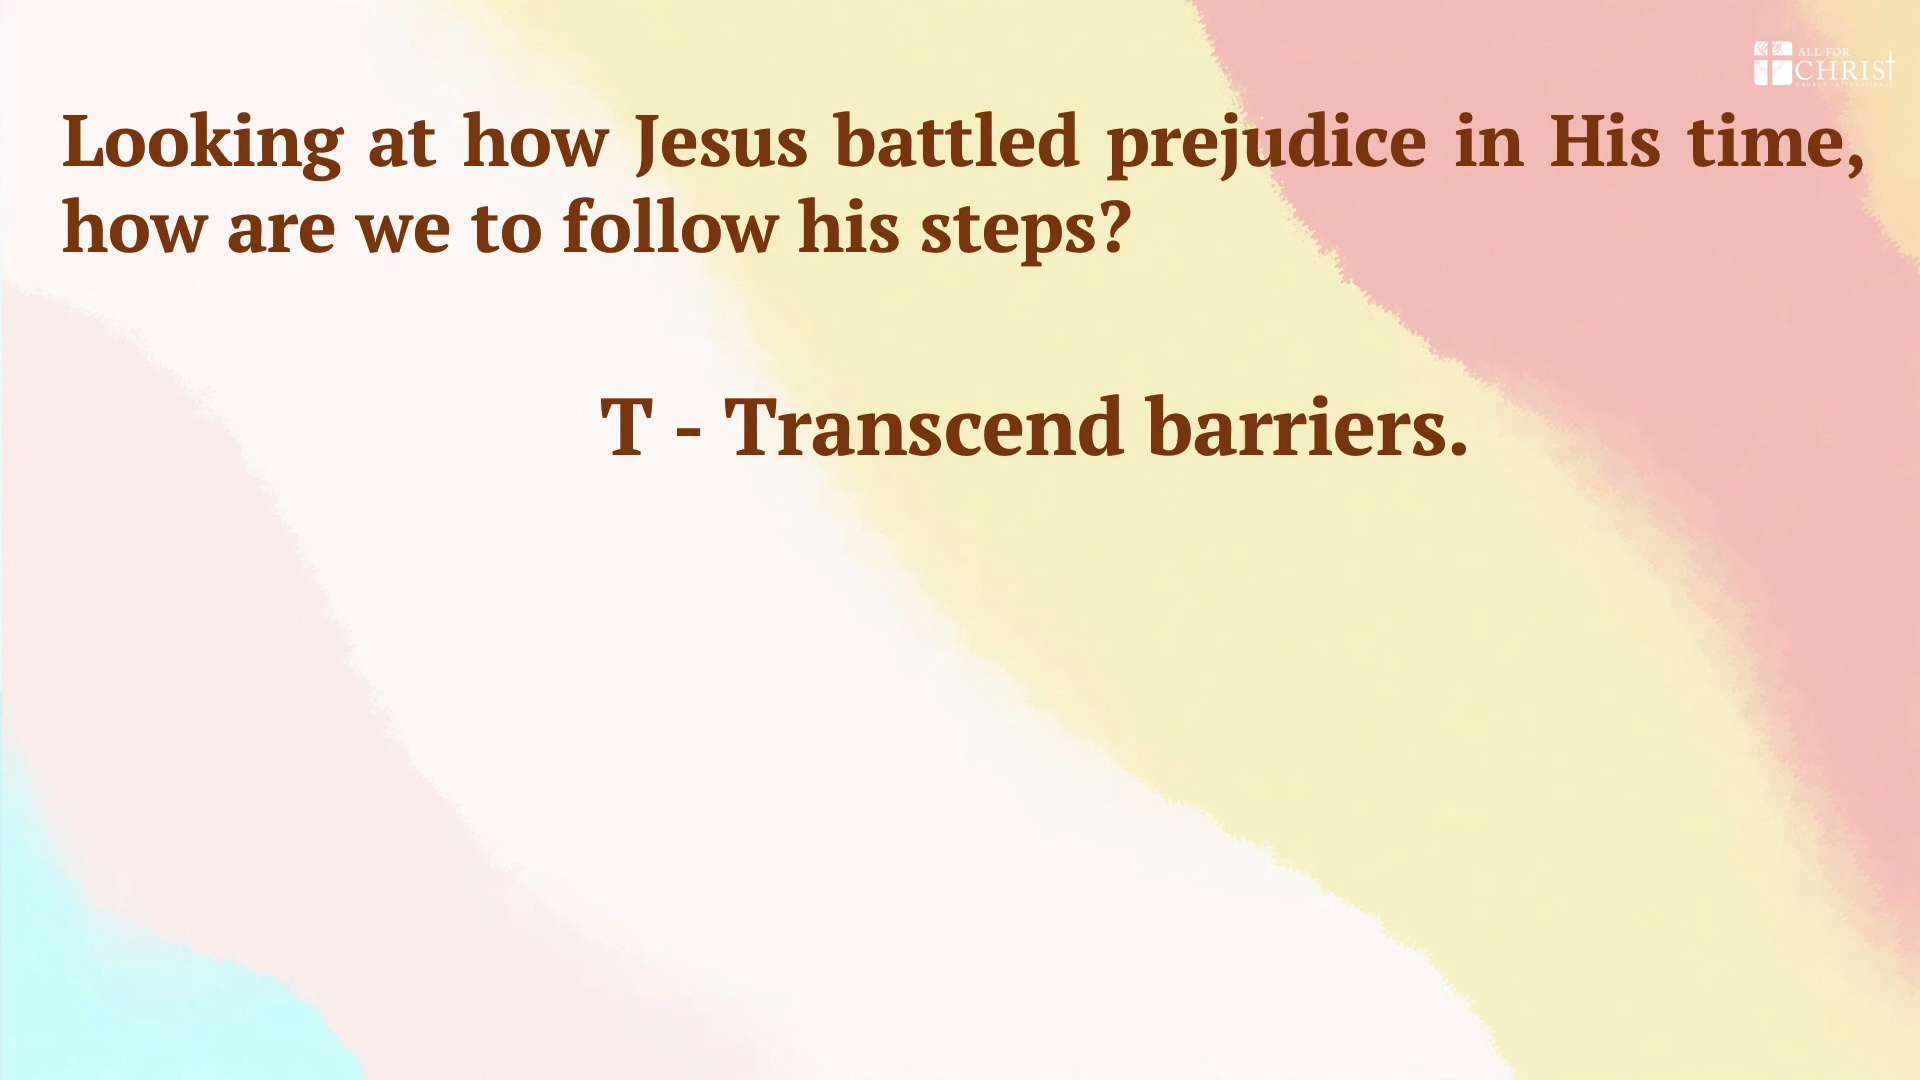 ALL FOR
CHRIST
Looking at how Jesus battled prejudice in His time,
how are we to follow his steps?
T - Transcend barriers.